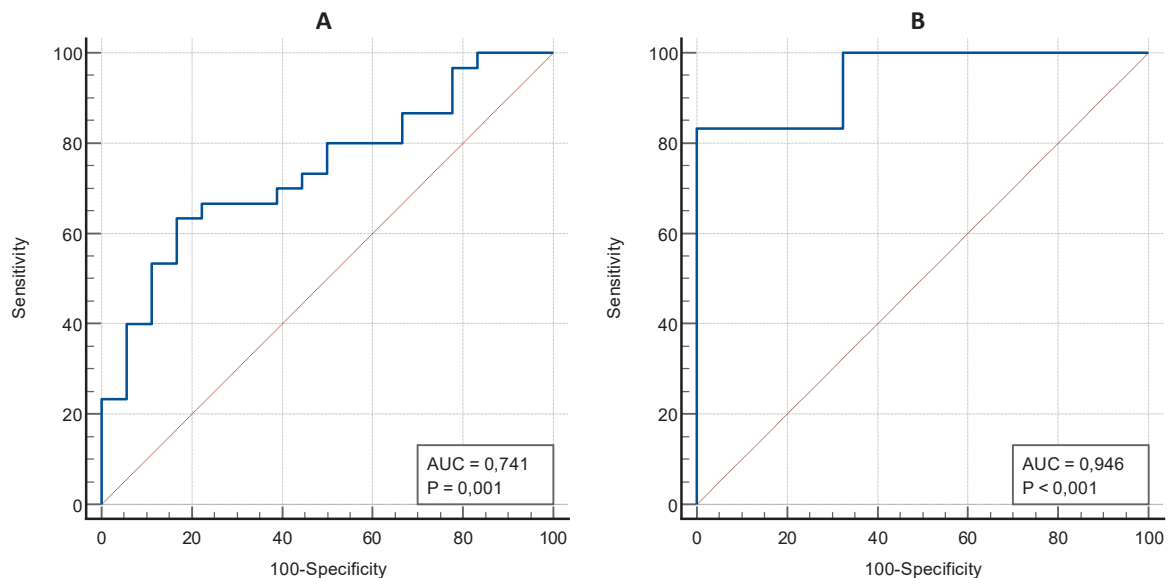 A
100
80
60
40
20
0
Sensitivity
AUC = 0,741
P = 0,001
0 20 40 60 80 100
100-Specificity
B
100
80
60
40
20
0
Sensitivity
AUC = 0,946
P < 0,001
0 20 40 60 80 100
100-Specificity